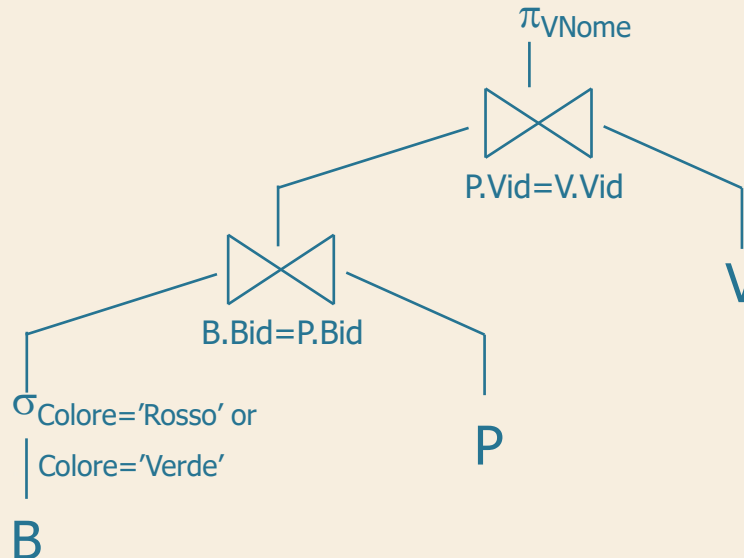 πVNome
P.Vid=V.Vid
V
B.Bid=P.Bid
σColore=’Rosso’ or
Colore=’Verde’
P
B